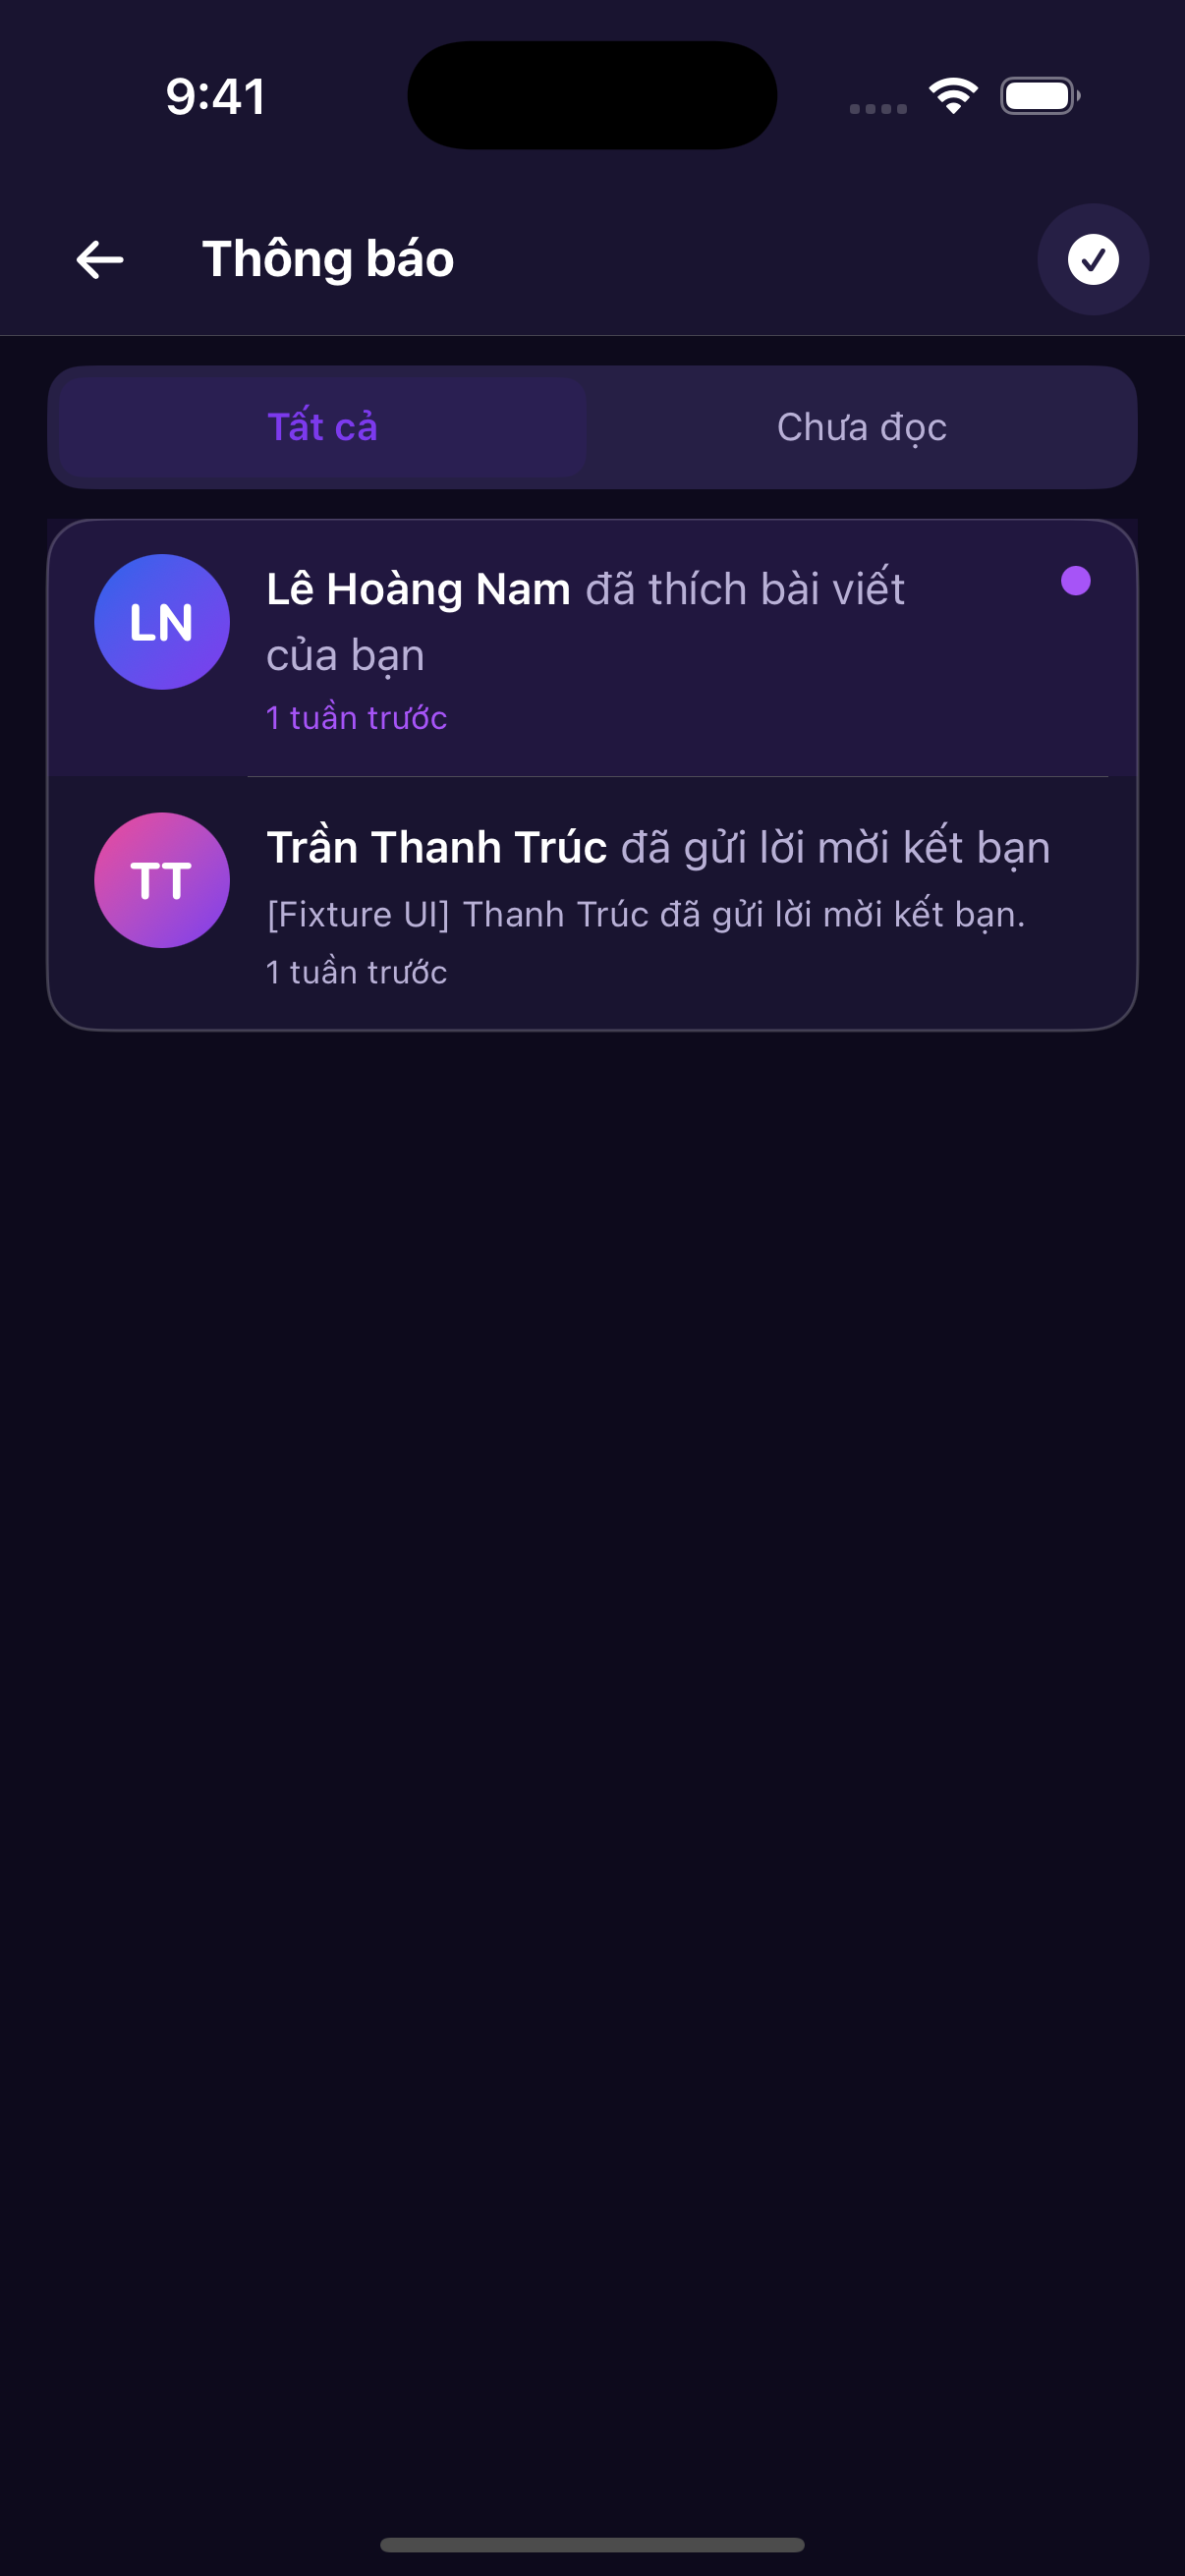 9:41
Thông báo
Tất cả
Chưa đọc
LN
Lê Hoàng Nam đã thích bài viết
của bạn
1 tuần trước
TT
Trần Thanh Trúc đã gửi lời mời kết bạn
[Fixture UI] Thanh Trúc đã gửi lời mời kết bạn.
1 tuần trước